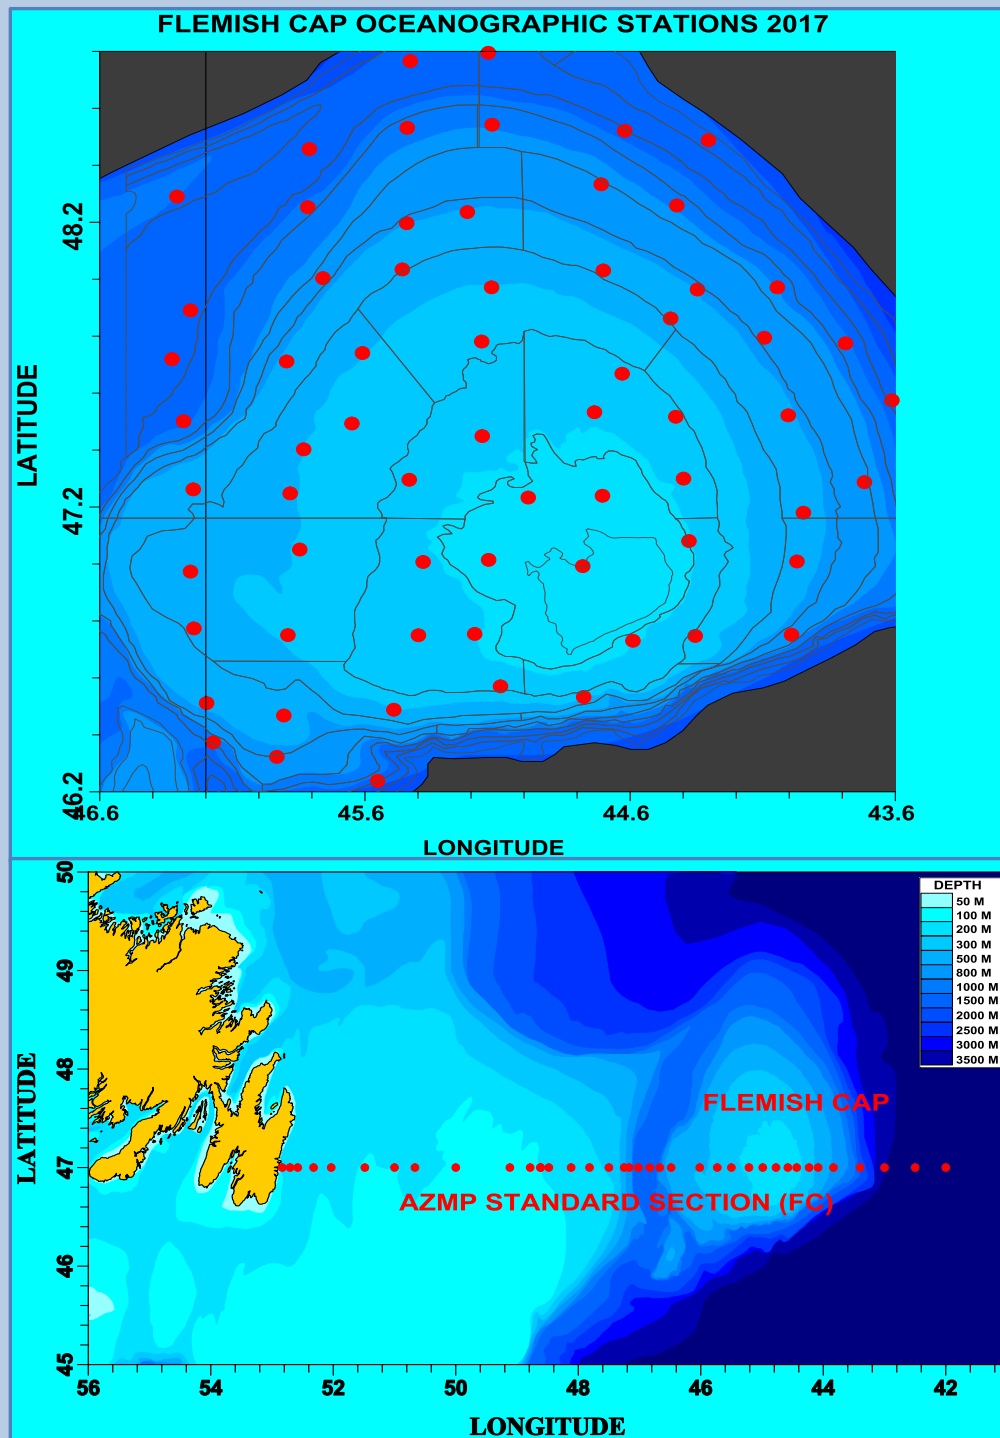 FLEMISH CAP OCEANOGRAPHIC STATIONS 2017
LATITUDE
48.2
47.2
46.2
46.6 45.6 44.6 43.6
LONGITUDE
LATITUDE
50
49
48
47
46
45
DEPTH
50 M
100 M
200 M
300 M
500 M
800 M
1000 M
1500 M
2000 M
2500 M
3000 M
3500 M
FLEMISH CAP
AZMP STANDARD SECTION (FC)
56 54 52 50 48 46 44 42
LONGITUDE